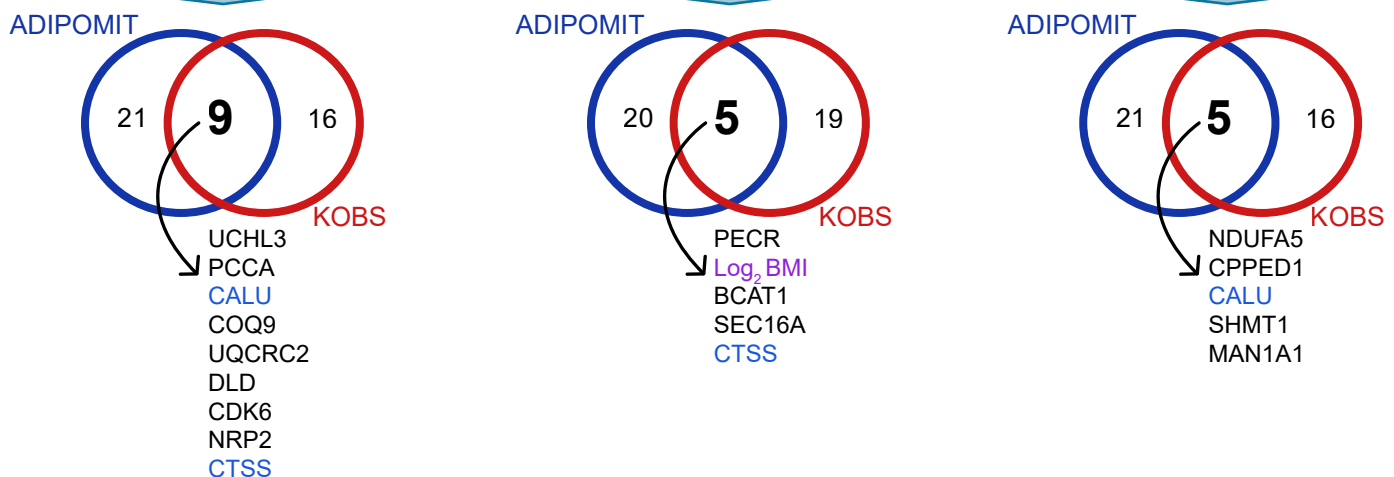 ADIPOMIT
21
9
16
KOBS
UCHL3
PCCA
CALU
COQ9
UQCRC2
DLD
CDK6
NRP2
CTSS
ADIPOMIT
20
5
19
KOBS
PECR
Log₂ BMI
BCAT1
SEC16A
CTSS
ADIPOMIT
21
5
16
KOBS
NDUFA5
CPPED1
CALU
SHMT1
MAN1A1